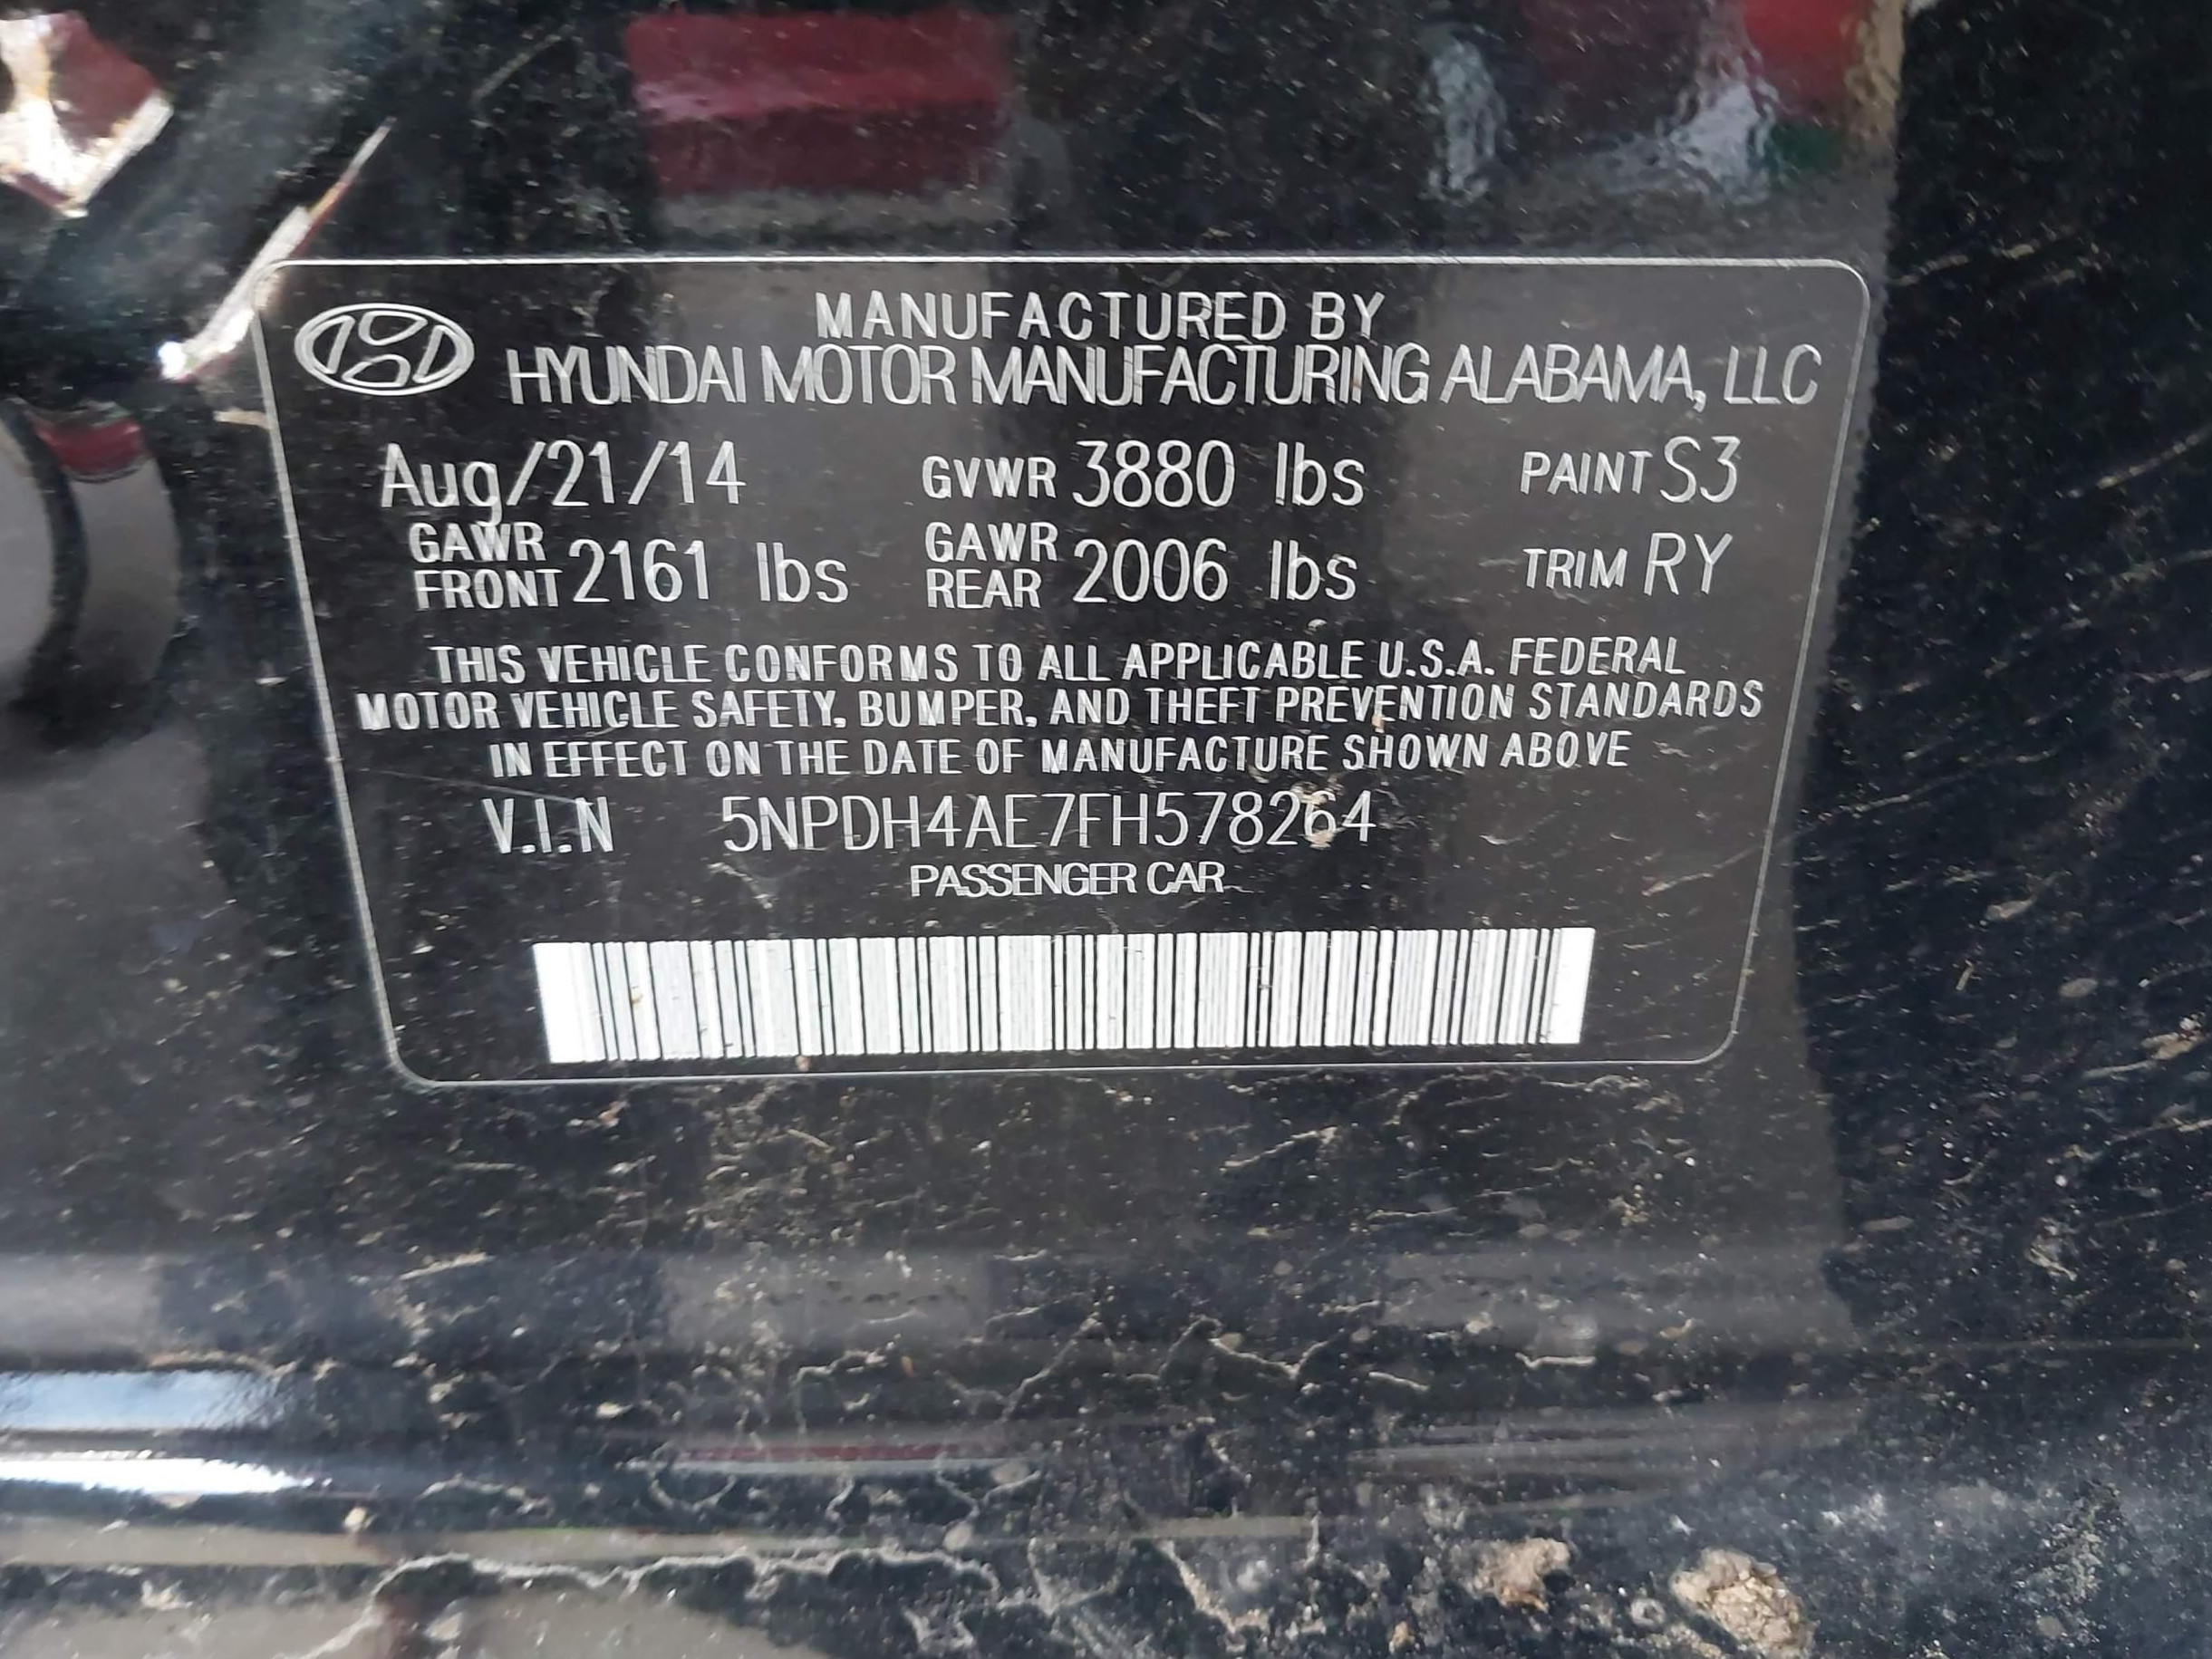 MANUFACTURED BY
HYUNDAI MOTOR MANUFACTURING ALABAMA, LLC
Aug/21/14 GVWR 3880 lbs PAINT S3
GAWR FRONT 2161 lbs GAWR REAR 2006 lbs TRIM RY
THIS VEHICLE CONFORMS TO ALL APPLICABLE U.S.A. FEDERAL
MOTOR VEHICLE SAFETY, BUMPER, AND THEFT PREVENTION STANDARDS
IN EFFECT ON THE DATE OF MANUFACTURE SHOWN ABOVE
V.I.N 5NPDH4AE7FH578264
PASSENGER CAR